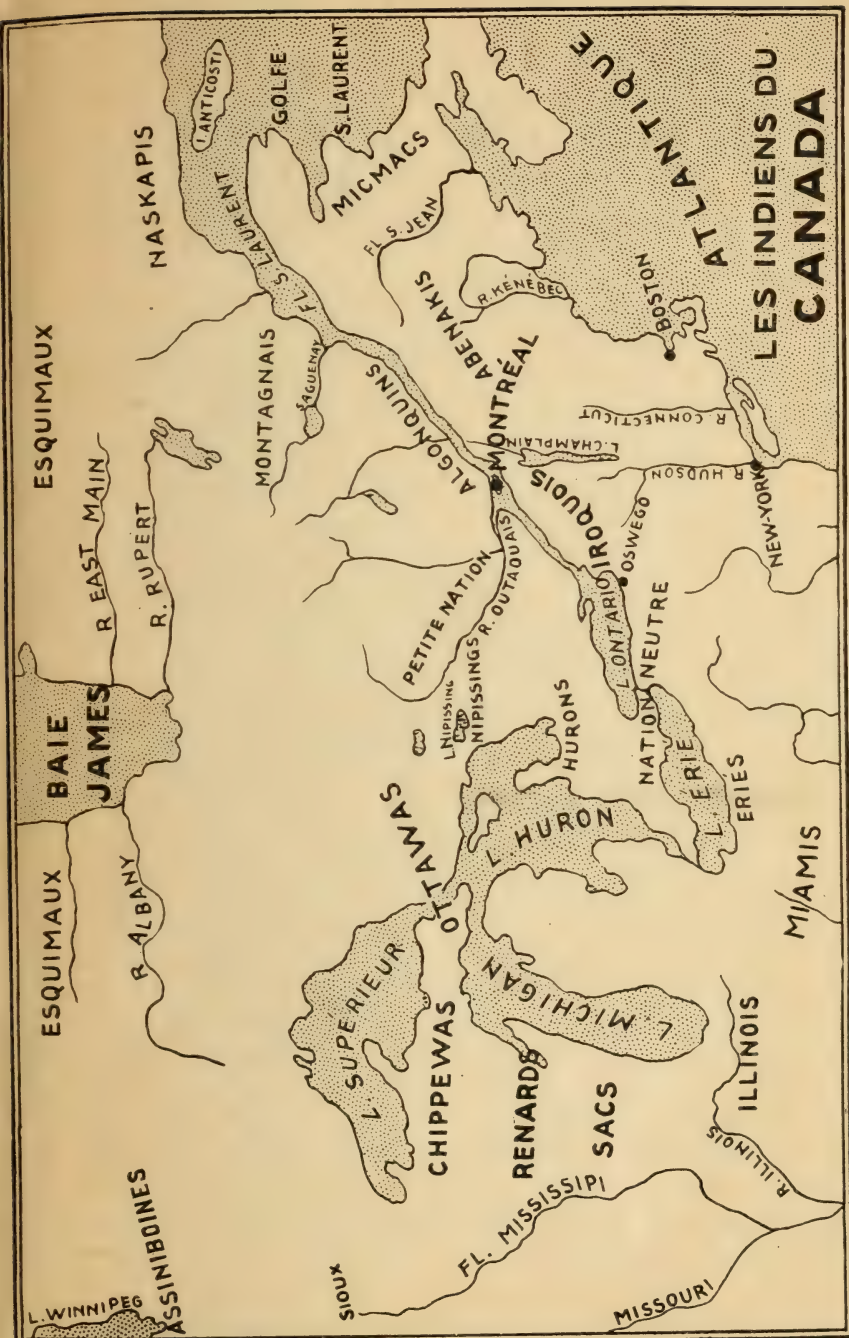 LES INDIENS DU
CANADA
L. WINNIPEG
ASSINIBOINES
ESQUIMAUX
R. ALBANY
BAIE
JAMES
R EAST MAIN
R. RUPERT
ESQUIMAUX
NASKAPIS
I. ANTICOSTI
GOLFE
S. LAURENT
FL. S. LAURENT
MONTAGNAIS
SAGUENAY
MICMACS
FL S. JEAN
ALGONQUINS
ABENAKIS
R. KÉNÉBEC
ATLANTIQUE
MONTRÉAL
L. CHAMPLAIN
BOSTON
R. CONNECTICUT
R. HUDSON
NEW-YORK
IROQUOIS
OSWEGO
L. ONTARIO
PETITE NATION
R. OUTAOUAIS
L. NIPISSING
NIPISSINGS
HURONS
NATION NEUTRE
L. ÉRIE
ERIÉS
OTTAWAS
L. HURON
L. SUPÉRIEUR
CHIPPEWAS
L. MICHIGAN
RENARDS
SACS
MIAMIS
ILLINOIS
R. ILLINOIS
SIOUX
FL. MISSISSIPI
MISSOURI